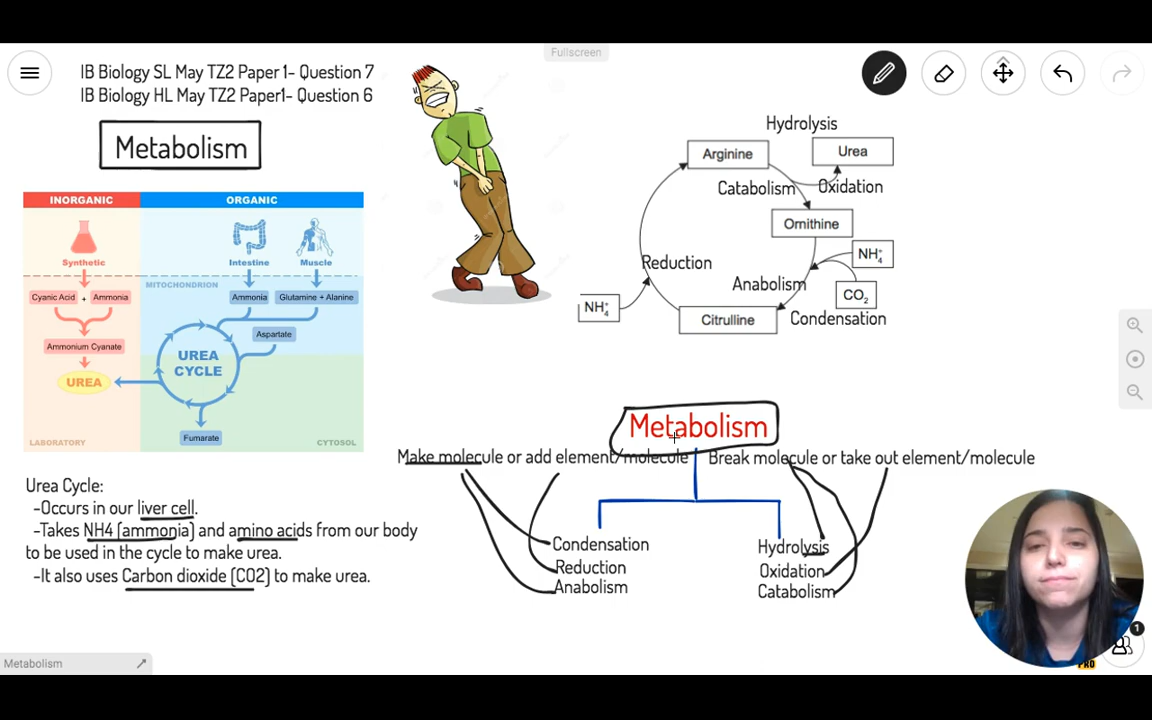 Fullscreen
IB Biology SL May TZ2 Paper 1- Question 7
IB Biology HL May TZ2 Paper1- Question 6
Metabolism
INORGANIC
ORGANIC
Synthetic
Intestine
Muscle
MITOCHONDRION
Cyanic Acid + Ammonia
Ammonia
Glutamine + Alanine
Aspartate
Ammonium Cyanate
UREA
CYCLE
UREA
Fumarate
LABORATORY
CYTOSOL
Hydrolysis
Arginine
Urea
Catabolism
Oxidation
Ornithine
NH₄⁺
Reduction
Anabolism
CO₂
NH₄⁺
Citrulline
Condensation
Urea Cycle:
-Occurs in our liver cell.
-Takes NH4 (ammonia) and amino acids from our body
to be used in the cycle to make urea.
-It also uses Carbon dioxide (CO2) to make urea.
Metabolism
Make molecule or add element/molecule
Break molecule or take out element/molecule
Condensation
Reduction
Anabolism
Hydrolysis
Oxidation
Catabolism
Metabolism
1
PRO